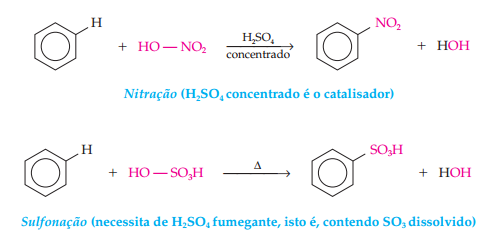 H
+ HO — NO₂
H₂SO₄
concentrado
NO₂
+ HOH
Nitração (H₂SO₄ concentrado é o catalisador)
H
+ HO — SO₃H
Δ
SO₃H
+ HOH
Sulfonação (necessita de H₂SO₄ fumegante, isto é, contendo SO₃ dissolvido)